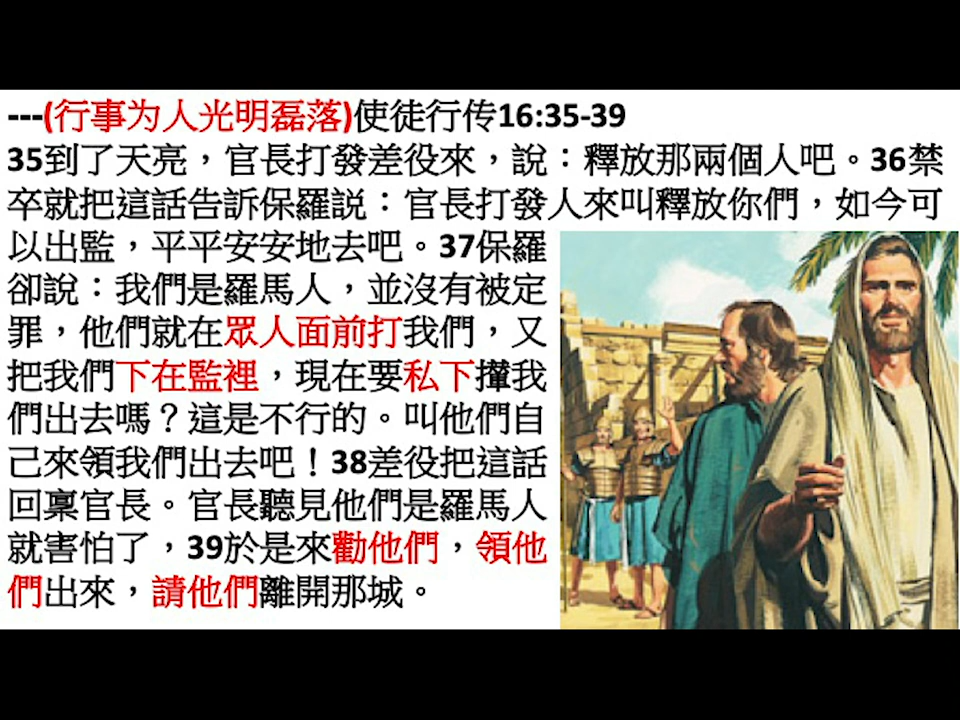 ---(行事为人光明磊落)使徒行传16:35-39
35到了天亮，官長打發差役來，說：釋放那兩個人吧。36禁
卒就把這話告訴保羅説：官長打發人來叫釋放你們，如今可
以出監，平平安安地去吧。37保羅
卻說：我們是羅馬人，並沒有被定
罪，他們就在眾人面前打我們，又
把我們下在監裡，現在要私下攆我
們出去嗎？這是不行的。叫他們自
己來領我們出去吧！38差役把這話
回稟官長。官長聽見他們是羅馬人
就害怕了，39於是來勸他們，領他
們出來，請他們離開那城。